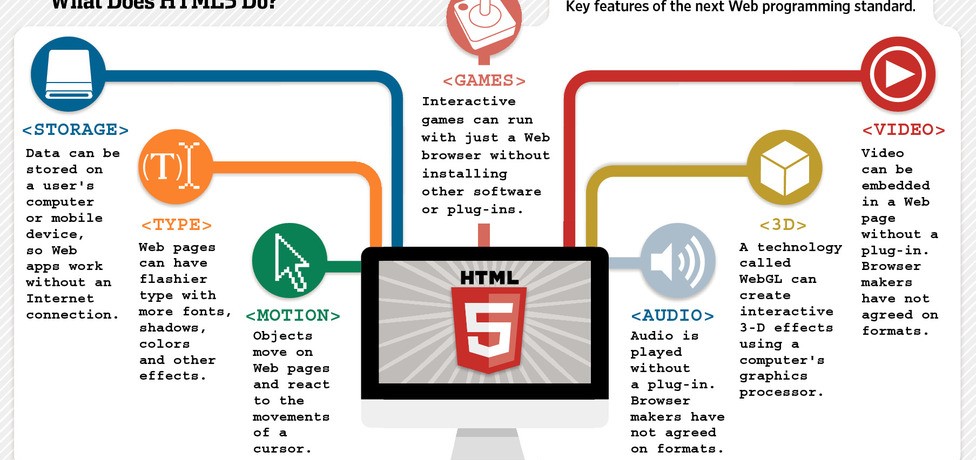 What Does HTML5 Do?
Key features of the next Web programming standard.
<STORAGE>
Data can be
stored on
a user's
computer
or mobile
device,
so Web
apps work
without an
Internet
connection.
(T)
<TYPE>
Web pages
can have
flashier
type with
more fonts,
shadows,
colors
and other
effects.
<MOTION>
Objects
move on
Web pages
and react
to the
movements
of a
cursor.
<GAMES>
Interactive
games can run
with just a Web
browser without
installing
other software
or plug-ins.
HTML
5
<AUDIO>
Audio is
played
without
a plug-in.
Browser
makers have
not agreed
on formats.
<3D>
A technology
called
WebGL can
create
interactive
3-D effects
using a
computer's
graphics
processor.
<VIDEO>
Video
can be
embedded
in a Web
page
without a
plug-in.
Browser
makers
have not
agreed on
formats.